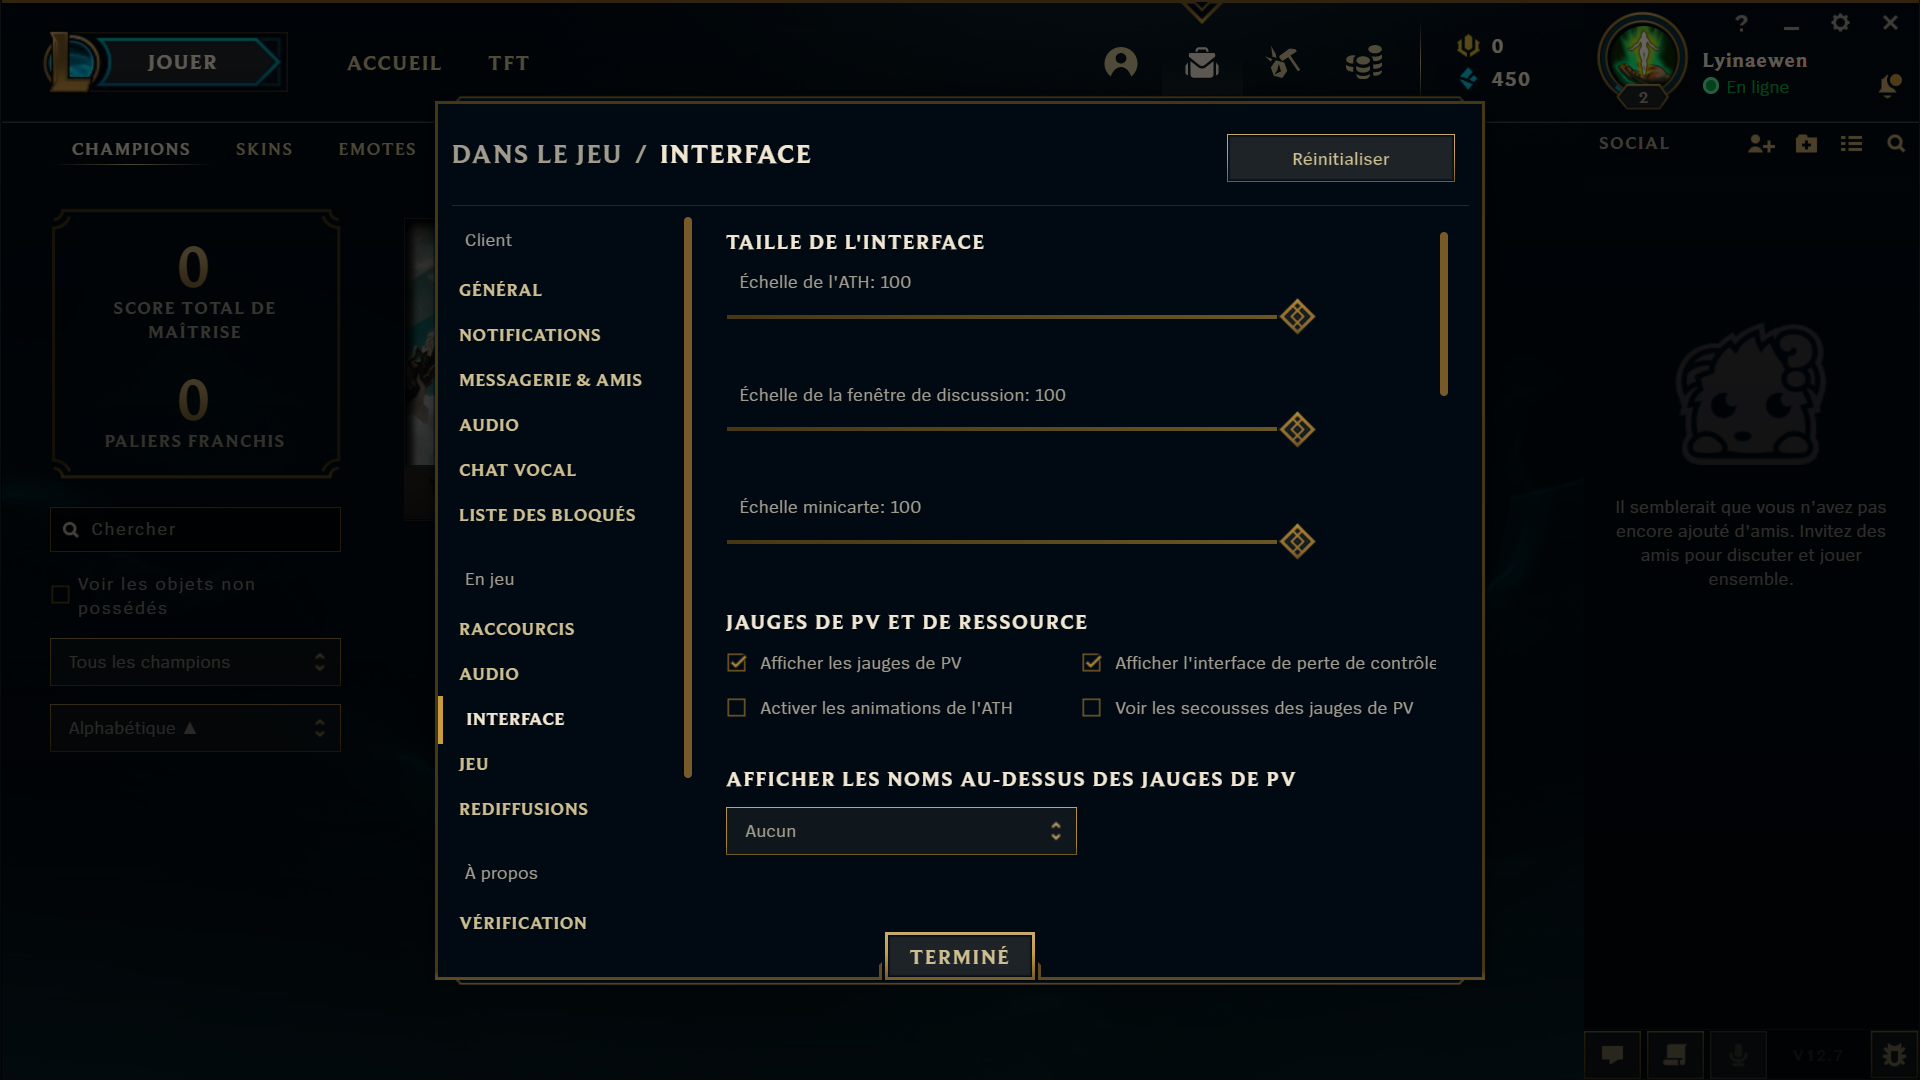 JOUER
ACCUEIL
TFT
0
450
?
Lyinaewen
En ligne
2
CHAMPIONS
SKINS
EMOTES
SOCIAL
0
SCORE TOTAL DE
MAÎTRISE
0
PALIERS FRANCHIS
Chercher
Voir les objets non
possédés
Tous les champions
Alphabétique ▲
DANS LE JEU / INTERFACE
Réinitialiser
Client
GÉNÉRAL
NOTIFICATIONS
MESSAGERIE & AMIS
AUDIO
CHAT VOCAL
LISTE DES BLOQUÉS
En jeu
RACCOURCIS
AUDIO
INTERFACE
JEU
REDIFFUSIONS
À propos
VÉRIFICATION
TAILLE DE L'INTERFACE
Échelle de l'ATH: 100
Échelle de la fenêtre de discussion: 100
Échelle minicarte: 100
JAUGES DE PV ET DE RESSOURCE
Afficher les jauges de PV
Afficher l'interface de perte de contrôle
Activer les animations de l'ATH
Voir les secousses des jauges de PV
AFFICHER LES NOMS AU-DESSUS DES JAUGES DE PV
Aucun
TERMINÉ
Il semblerait que vous n'avez pas
encore ajouté d'amis. Invitez des
amis pour discuter et jouer
ensemble.
V12.7